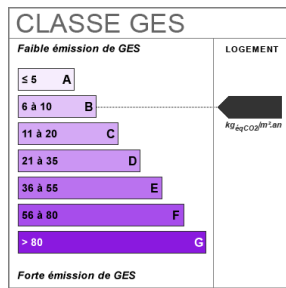 CLASSE GES
Faible émission de GES
LOGEMENT
≤ 5 A
6 à 10 B
11 à 20 C
21 à 35 D
36 à 55 E
56 à 80 F
> 80 G
kgéqCO2/m².an
Forte émission de GES